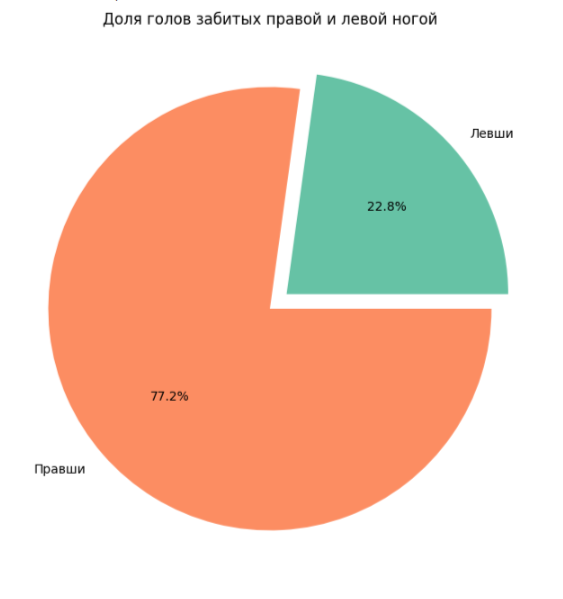 Доля голов забитых правой и левой ногой
Левши
22.8%
77.2%
Правши